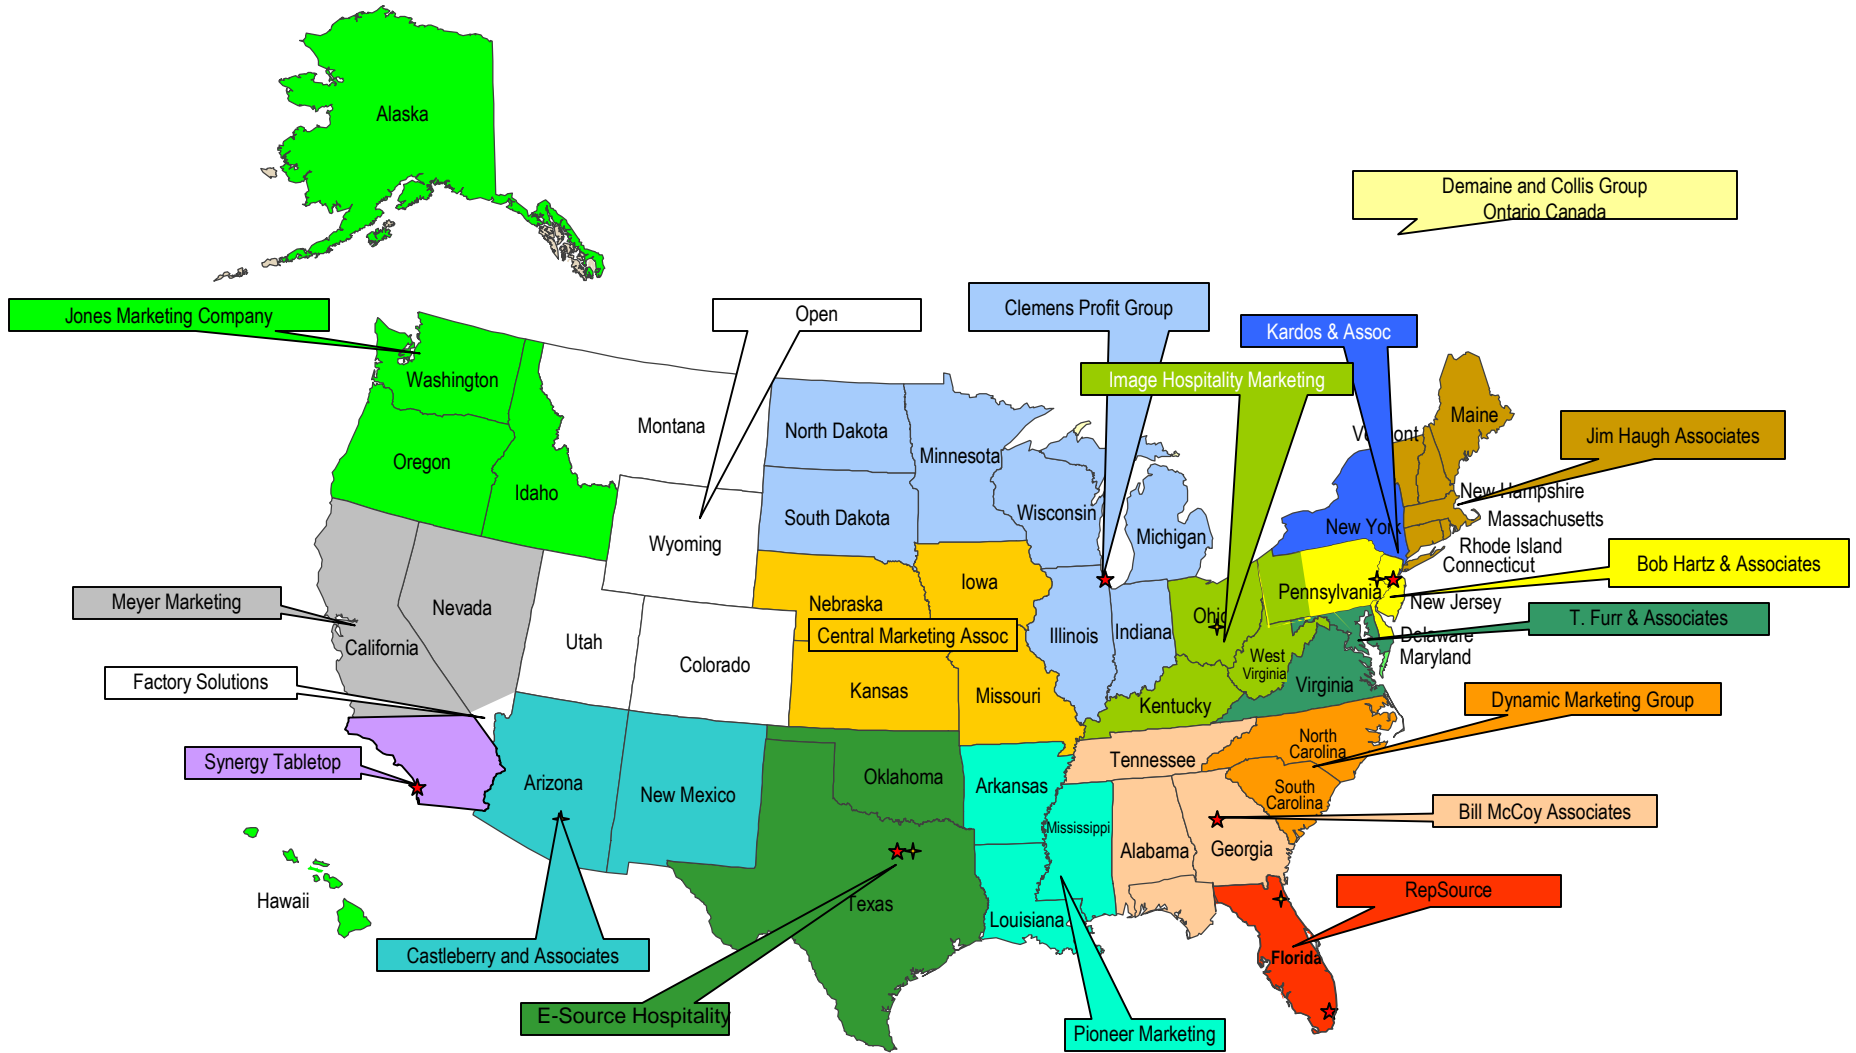 Alaska
Demaine and Collis Group
Ontario Canada
Jones Marketing Company
Open
Clemens Profit Group
Kardos & Assoc
Washington
Image Hospitality Marketing
Montana
North Dakota
Minnesota
Vermont
Maine
Jim Haugh Associates
Oregon
Idaho
South Dakota
Wisconsin
Michigan
New York
New Hampshire
Massachusetts
Wyoming
Rhode Island
Connecticut
Bob Hartz & Associates
Meyer Marketing
Nevada
Nebraska
Iowa
Pennsylvania
New Jersey
California
Utah
Colorado
Central Marketing Assoc
Illinois
Indiana
Ohio
Delaware
Maryland
T. Furr & Associates
Factory Solutions
Kansas
Missouri
Kentucky
West
Virginia
Virginia
Dynamic Marketing Group
Synergy Tabletop
Arizona
New Mexico
Oklahoma
Arkansas
Tennessee
North
Carolina
South
Carolina
Bill McCoy Associates
Mississippi
Alabama
Georgia
Hawaii
Texas
Louisiana
RepSource
Florida
Castleberry and Associates
E-Source Hospitality
Pioneer Marketing